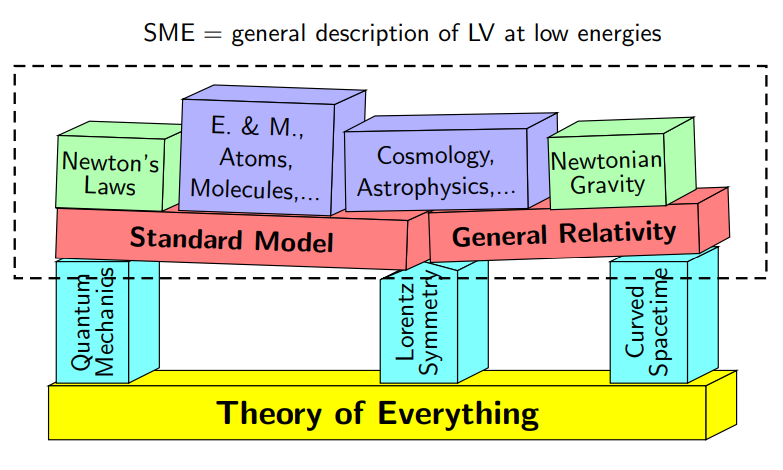 SME = general description of LV at low energies
Newton's
Laws
E. & M.,
Atoms,
Molecules,...
Cosmology,
Astrophysics,...
Newtonian
Gravity
Standard Model
General Relativity
Quantum
Mechanics
Lorentz
Symmetry
Curved
Spacetime
Theory of Everything